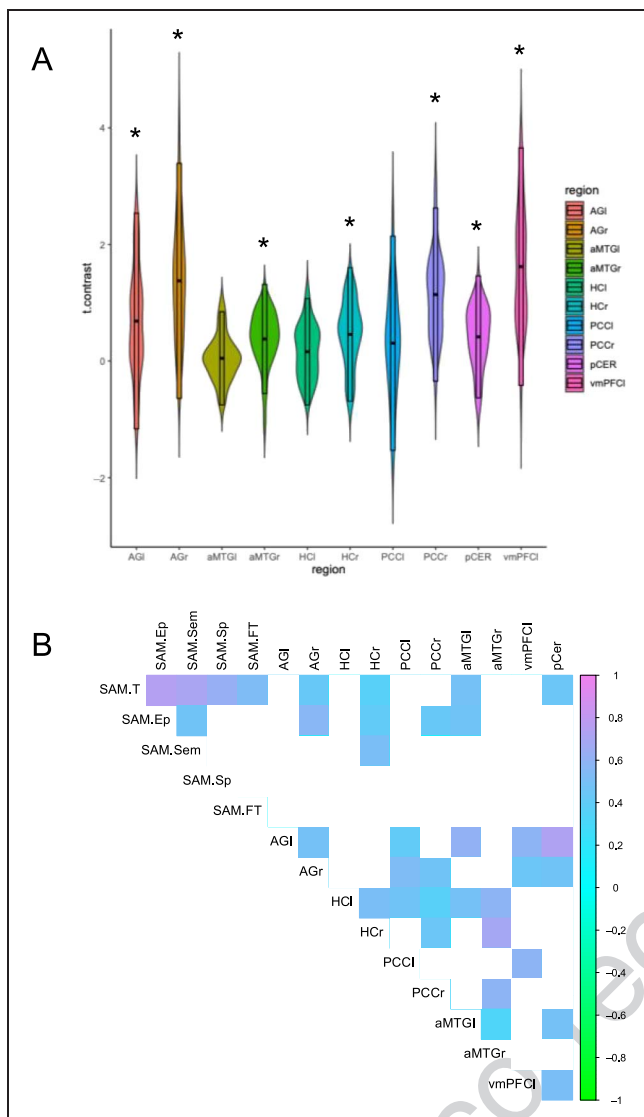 A
* * * * * * *
t.contrast
4
2
0
−2
AGl AGr aMTGl aMTGr HCl HCr PCCl PCCr pCER vmPFCl
region
region
AGl
AGr
aMTGl
aMTGr
HCl
HCr
PCCl
PCCr
pCER
vmPFCl
B
SAM.Ep SAM.Sem SAM.Sp SAM.FT AGl AGr HCl HCr PCCl PCCr aMTGl aMTGr vmPFCl pCer
SAM.T
SAM.Ep
SAM.Sem
SAM.Sp
SAM.FT
AGl
AGr
HCl
HCr
PCCl
PCCr
aMTGl
aMTGr
vmPFCl
1
0.8
0.6
0.4
0.2
0
−0.2
−0.4
−0.6
−0.8
−1